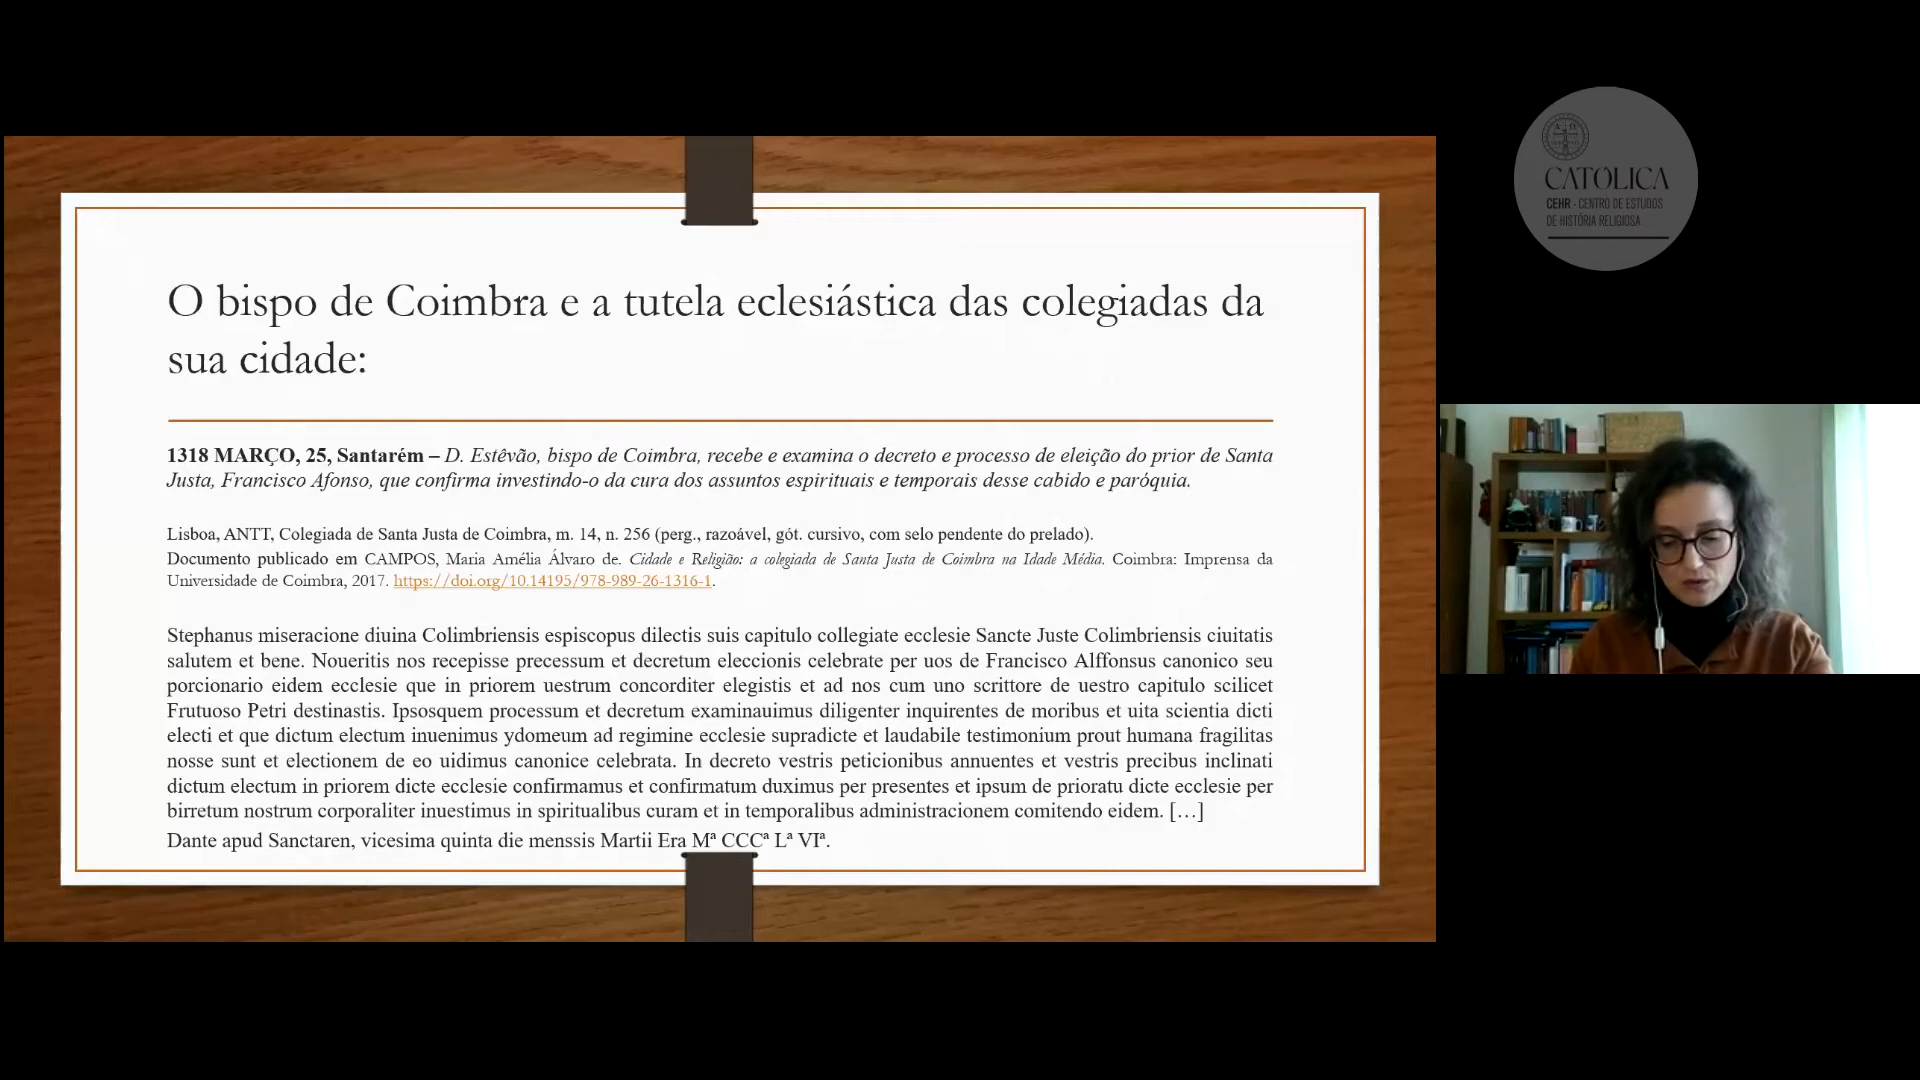 O bispo de Coimbra e a tutela eclesiástica das colegiadas da
sua cidade:
1318 MARÇO, 25, Santarém – D. Estêvão, bispo de Coimbra, recebe e examina o decreto e processo de eleição do prior de Santa
Justa, Francisco Afonso, que confirma investindo-o da cura dos assuntos espirituais e temporais desse cabido e paróquia.
Lisboa, ANTT, Colegiada de Santa Justa de Coimbra, m. 14, n. 256 (perg., razoável, gót. cursivo, com selo pendente do prelado).
Documento publicado em CAMPOS, Maria Amélia Álvaro de. Cidade e Religião: a colegiada de Santa Justa de Coimbra na Idade Média. Coimbra: Imprensa da
Universidade de Coimbra, 2017. https://doi.org/10.14195/978-989-26-1316-1.
Stephanus miseracione diuina Colimbriensis espiscopus dilectis suis capitulo collegiate ecclesie Sancte Juste Colimbriensis ciuitatis
salutem et bene. Noueritis nos recepisse precessum et decretum eleccionis celebrate per uos de Francisco Alffonsus canonico seu
porcionario eidem ecclesie que in priorem uestrum concorditer elegistis et ad nos cum uno scrittore de uestro capitulo scilicet
Frutuoso Petri destinastis. Ipsosquem processum et decretum examinauimus diligenter inquirentes de moribus et uita scientia dicti
electi et que dictum electum inuenimus ydomeum ad regimine ecclesie supradicte et laudabile testimonium prout humana fragilitas
nosse sunt et electionem de eo uidimus canonice celebrata. In decreto vestris peticionibus annuentes et vestris precibus inclinati
dictum electum in priorem dicte ecclesie confirmamus et confirmatum duximus per presentes et ipsum de prioratu dicte ecclesie per
birretum nostrum corporaliter inuestimus in spiritualibus curam et in temporalibus administracionem comitendo eidem. […]
Dante apud Sanctaren, vicesima quinta die menssis Martii Era Mª CCCª Lª VIª.
CATOLICA
CEHR - CENTRO DE ESTUDOS
DE HISTÓRIA RELIGIOSA